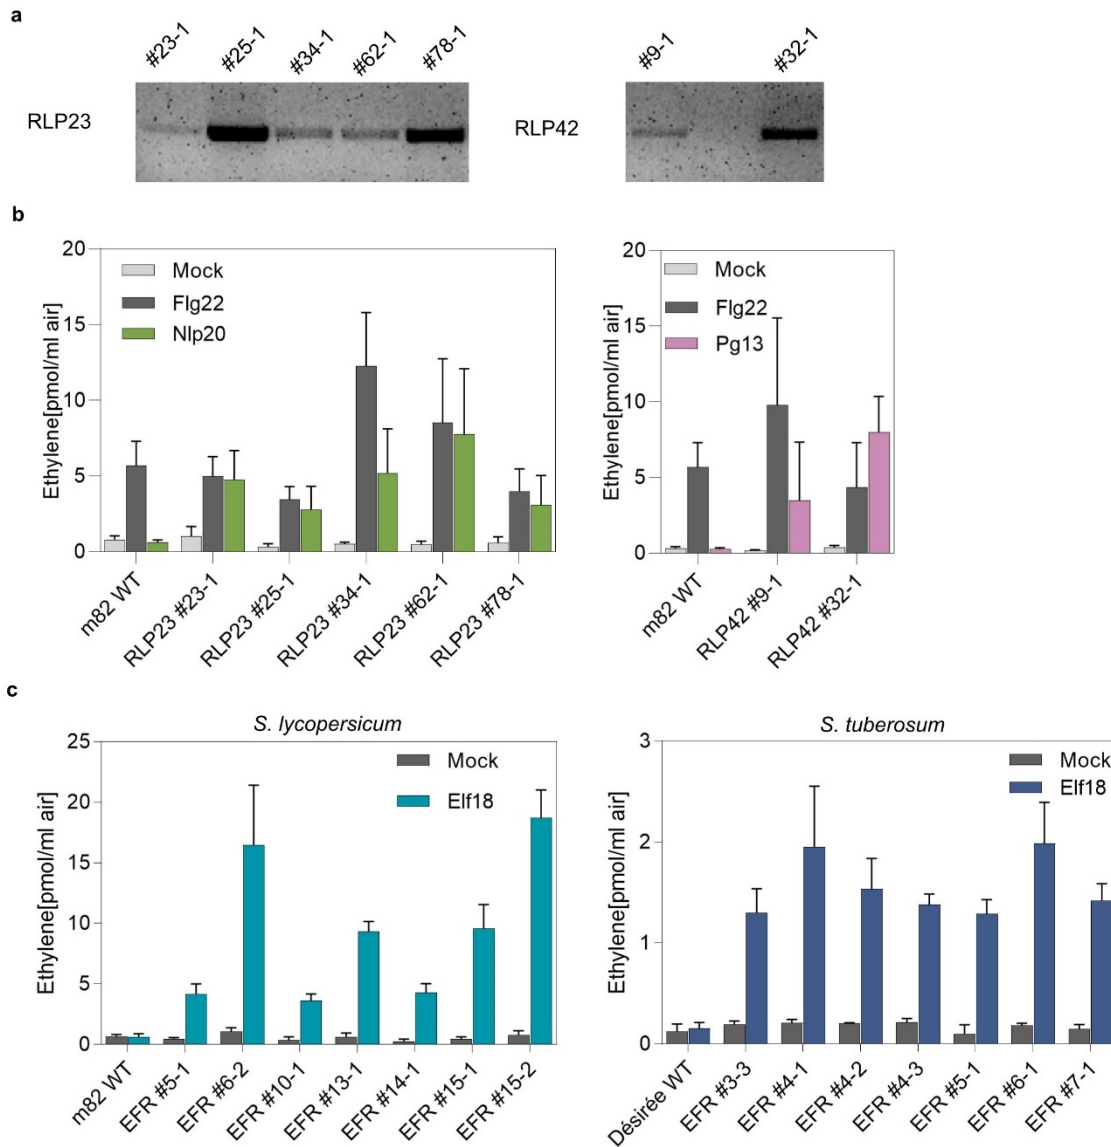 a
#23-1 #25-1 #34-1 #62-1 #78-1 #9-1 #32-1
RLP23 RLP42
b
20
15
10
5
0
Ethylene[pmol/ml air]
Mock
Flg22
Nlp20
m82 WT
RLP23 #23-1
RLP23 #25-1
RLP23 #34-1
RLP23 #62-1
RLP23 #78-1
20
15
10
5
0
Ethylene[pmol/ml air]
Mock
Flg22
Pg13
m82 WT
RLP42 #9-1
RLP42 #32-1
c
S. lycopersicum
25
20
15
10
5
0
Ethylene[pmol/ml air]
Mock
Elf18
m82 WT
EFR #5-1
EFR #6-2
EFR #10-1
EFR #13-1
EFR #14-1
EFR #15-1
EFR #15-2
S. tuberosum
3
2
1
0
Ethylene[pmol/ml air]
Mock
Elf18
Désirée WT
EFR #3-3
EFR #4-1
EFR #4-2
EFR #4-3
EFR #5-1
EFR #6-1
EFR #7-1